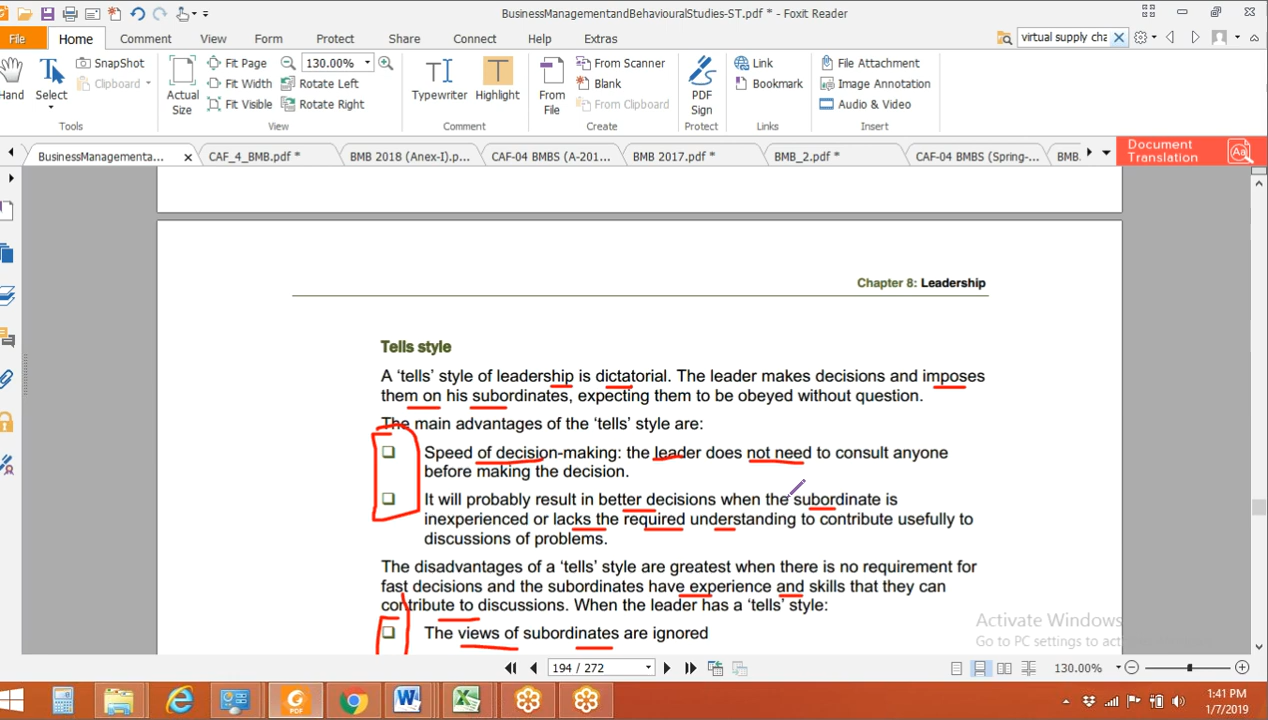 BusinessManagementandBehaviouralStudies-ST.pdf * - Foxit Reader
File Home Comment View Form Protect Share Connect Help Extras virtual supply cha
Hand Select SnapShot Clipboard Actual Size Fit Page Fit Width Fit Visible 130.00% Rotate Left Rotate Right Typewriter Highlight From File From Scanner Blank From Clipboard PDF Sign Link Bookmark File Attachment Image Annotation Audio & Video
Tools View Comment Create Protect Links Insert
BusinessManagementa... CAF_4_BMB.pdf * BMB 2018 (Anex-I).p... CAF-04 BMBS (A-201... BMB 2017.pdf * BMB_2.pdf * CAF-04 BMBS (Spring-... BMB. Document Translation
Chapter 8: Leadership
Tells style
A ‘tells’ style of leadership is dictatorial. The leader makes decisions and imposes
them on his subordinates, expecting them to be obeyed without question.
The main advantages of the ‘tells’ style are:
Speed of decision-making: the leader does not need to consult anyone
before making the decision.
It will probably result in better decisions when the subordinate is
inexperienced or lacks the required understanding to contribute usefully to
discussions of problems.
The disadvantages of a ‘tells’ style are greatest when there is no requirement for
fast decisions and the subordinates have experience and skills that they can
contribute to discussions. When the leader has a ‘tells’ style:
The views of subordinates are ignored
Activate Windows
Go to PC settings to act
194 / 272 130.00%
1:41 PM
1/7/2019